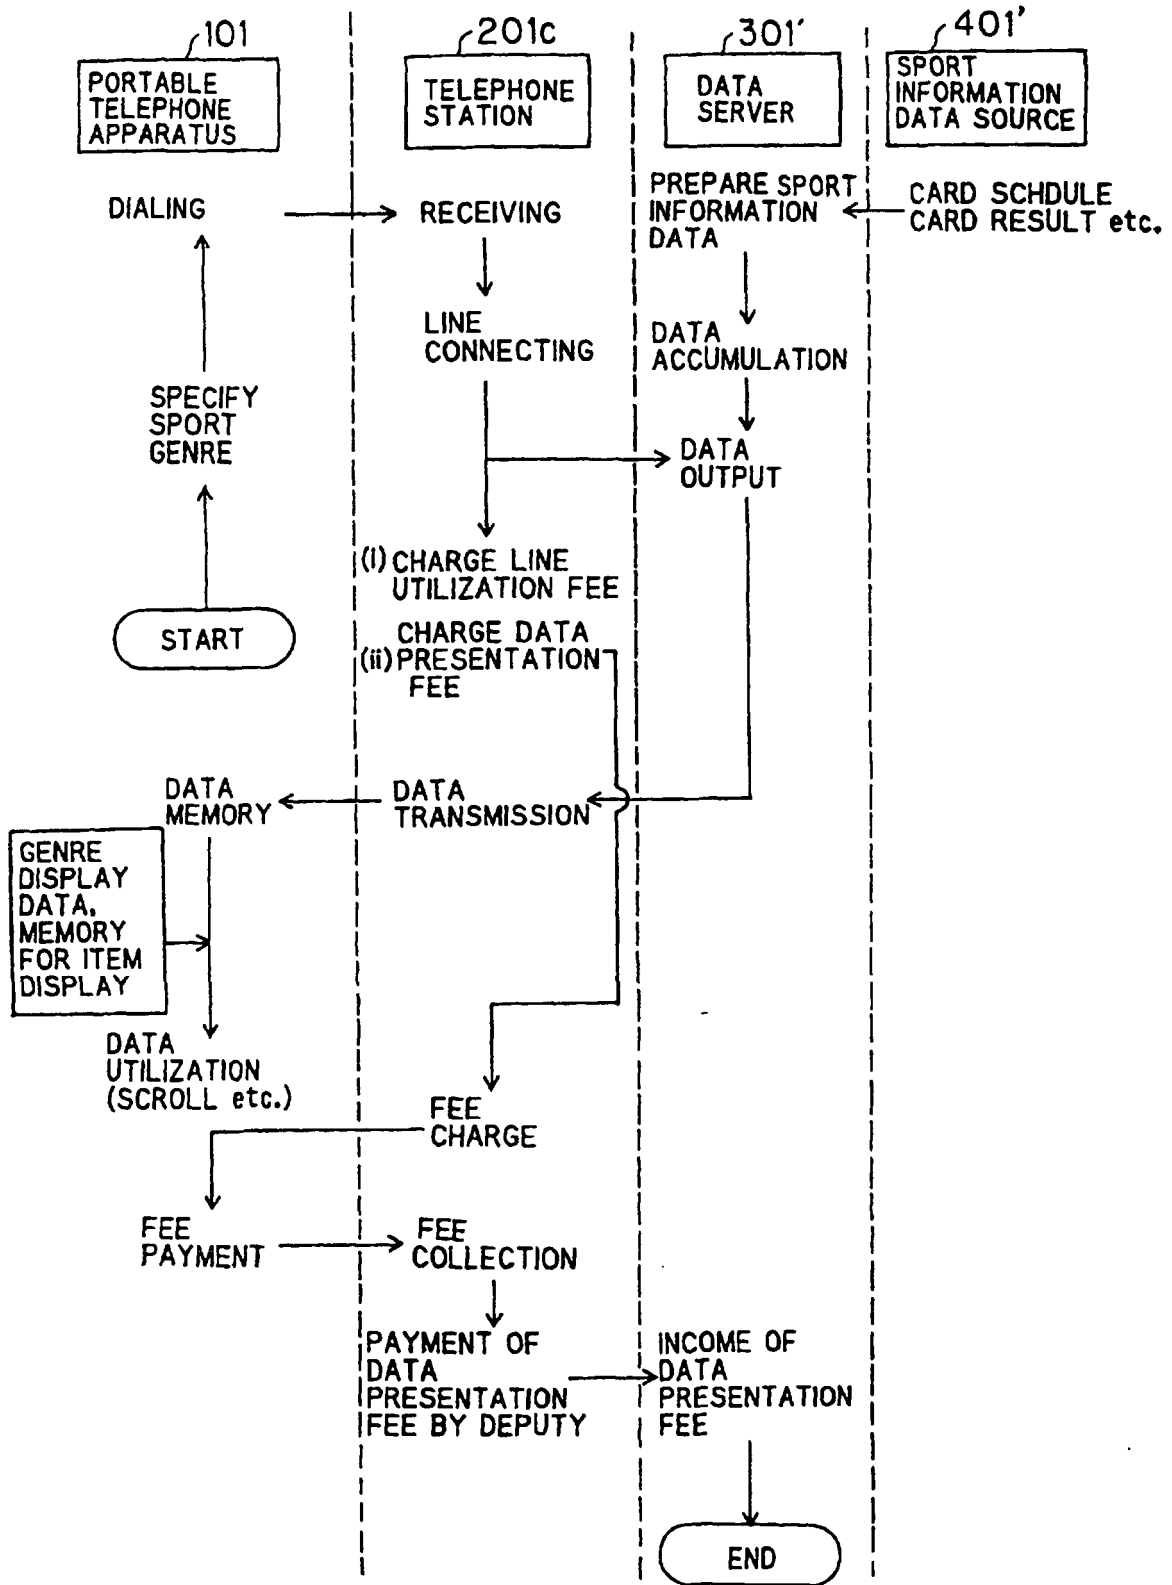 101
201c
301'
401'
PORTABLE
TELEPHONE
APPARATUS
TELEPHONE
STATION
DATA
SERVER
SPORT
INFORMATION
DATA SOURCE
DIALING
RECEIVING
PREPARE SPORT
INFORMATION
DATA
CARD SCHDULE
CARD RESULT etc.
LINE
CONNECTING
DATA
ACCUMULATION
SPECIFY
SPORT
GENRE
DATA
OUTPUT
(i) CHARGE LINE
UTILIZATION FEE
START
CHARGE DATA
(ii) PRESENTATION
FEE
DATA
MEMORY
DATA
TRANSMISSION
GENRE
DISPLAY
DATA.
MEMORY
FOR ITEM
DISPLAY
DATA
UTILIZATION
(SCROLL etc.)
FEE
CHARGE
FEE
PAYMENT
FEE
COLLECTION
PAYMENT OF
DATA
PRESENTATION
FEE BY DEPUTY
INCOME OF
DATA
PRESENTATION
FEE
END